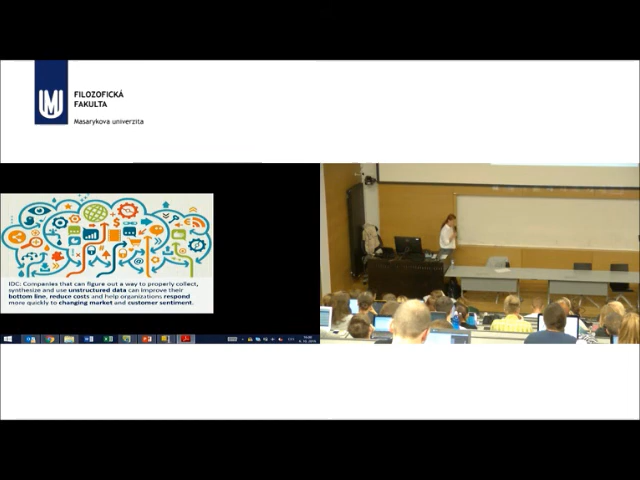 FILOZOFICKÁ
FAKULTA
Masarykova univerzita
IDC: Companies that can figure out a way to properly collect,
synthesize and use unstructured data can improve their
bottom line, reduce costs and help organizations respond
more quickly to changing market and customer sentiment.